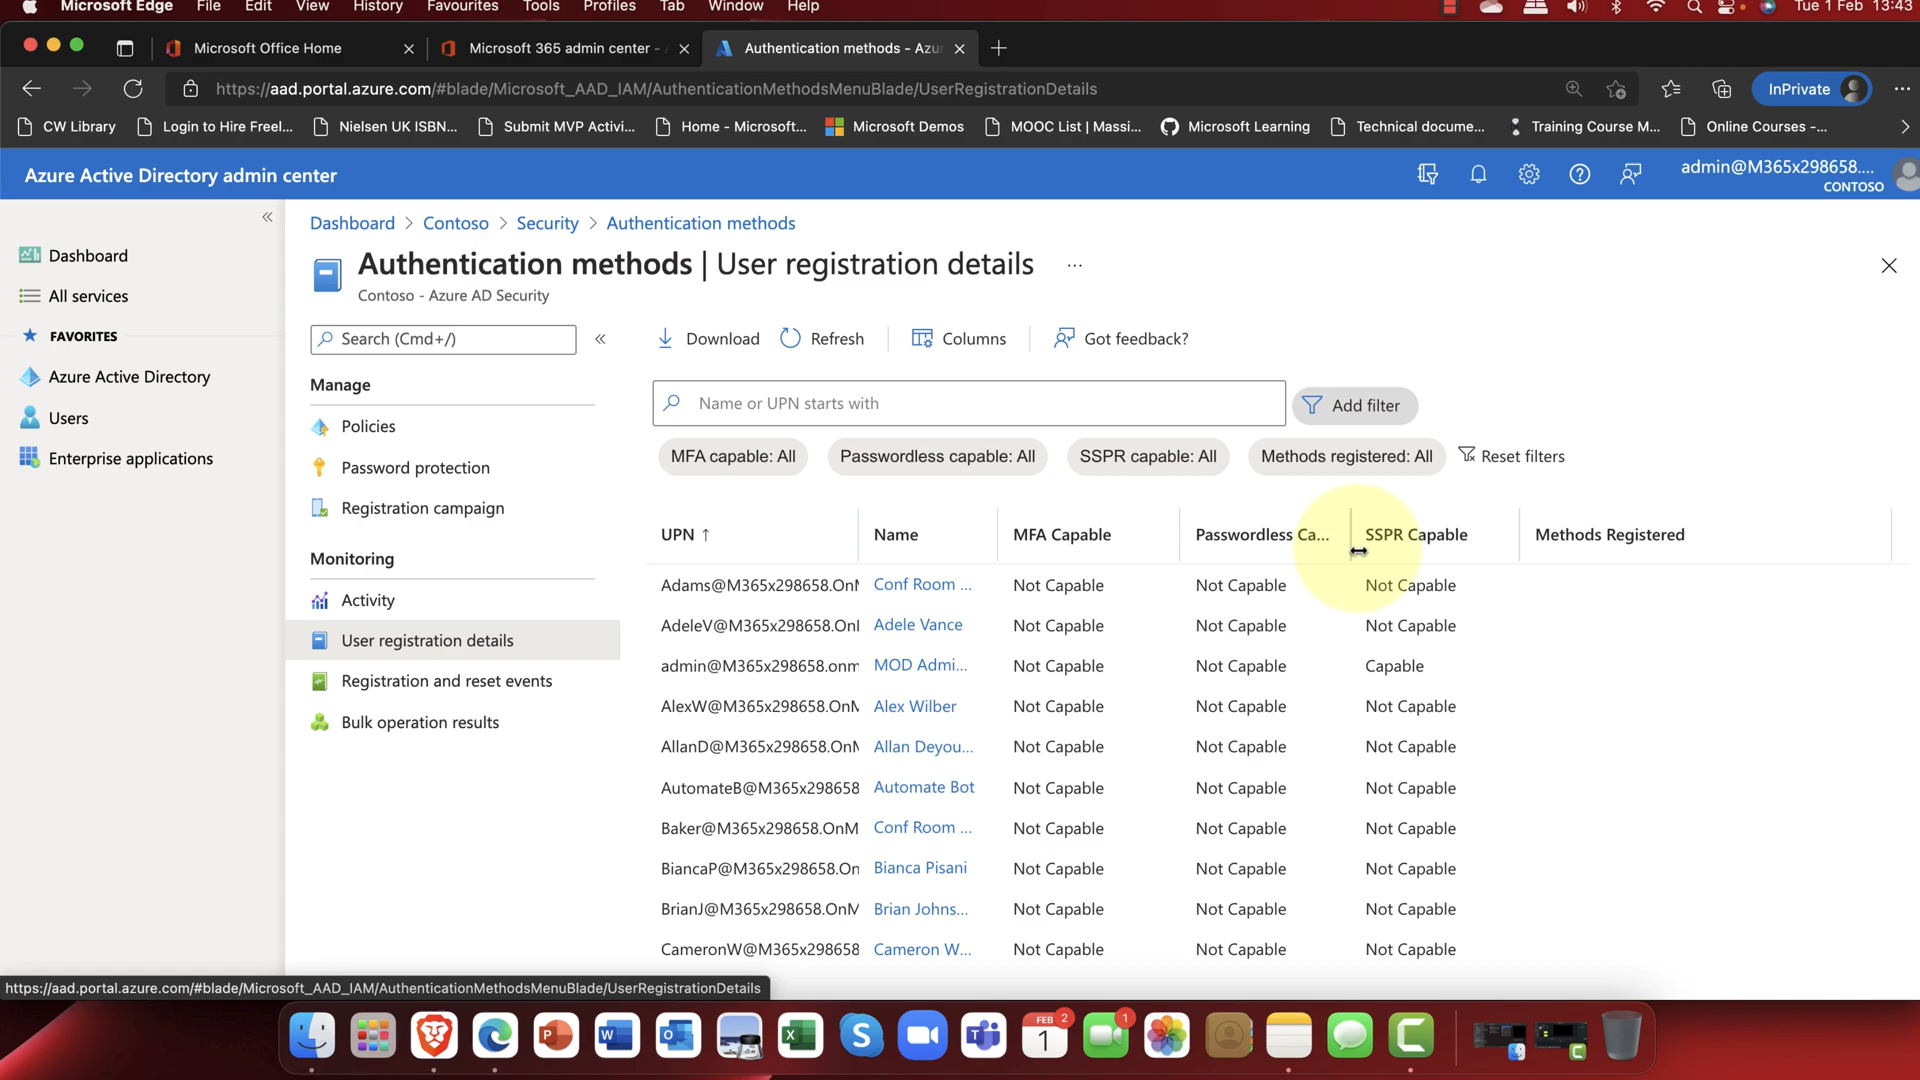 Microsoft Edge File Edit View History Favourites Tools Profiles Tab Window Help Tue 1 Feb 13:43
Microsoft Office Home
Microsoft 365 admin center - A
Authentication methods - Azu
https://aad.portal.azure.com/#blade/Microsoft_AAD_IAM/AuthenticationMethodsMenuBlade/UserRegistrationDetails
InPrivate
CW Library Login to Hire Freel... Nielsen UK ISBN... Submit MVP Activi... Home - Microsoft... Microsoft Demos MOOC List | Massi... Microsoft Learning Technical docume... Training Course M... Online Courses -...
Azure Active Directory admin center
admin@M365x298658....
CONTOSO
Dashboard
All services
FAVORITES
Azure Active Directory
Users
Enterprise applications
Dashboard > Contoso > Security > Authentication methods
Authentication methods | User registration details ...
Contoso - Azure AD Security
Search (Cmd+/)
Manage
Policies
Password protection
Registration campaign
Monitoring
Activity
User registration details
Registration and reset events
Bulk operation results
Download Refresh Columns Got feedback?
Name or UPN starts with
Add filter
MFA capable: All Passwordless capable: All SSPR capable: All Methods registered: All Reset filters
UPN ↑ Name MFA Capable Passwordless Ca... SSPR Capable Methods Registered
Adams@M365x298658.OnM Conf Room ... Not Capable Not Capable Not Capable
AdeleV@M365x298658.OnM Adele Vance Not Capable Not Capable Not Capable
admin@M365x298658.onm MOD Admi... Not Capable Not Capable Capable
AlexW@M365x298658.OnM Alex Wilber Not Capable Not Capable Not Capable
AllanD@M365x298658.OnM Allan Deyou... Not Capable Not Capable Not Capable
AutomateB@M365x298658 Automate Bot Not Capable Not Capable Not Capable
Baker@M365x298658.OnM Conf Room ... Not Capable Not Capable Not Capable
BiancaP@M365x298658.On Bianca Pisani Not Capable Not Capable Not Capable
BrianJ@M365x298658.OnM Brian Johns... Not Capable Not Capable Not Capable
CameronW@M365x298658 Cameron W... Not Capable Not Capable Not Capable
https://aad.portal.azure.com/#blade/Microsoft_AAD_IAM/AuthenticationMethodsMenuBlade/UserRegistrationDetails
FEB 2
1
1